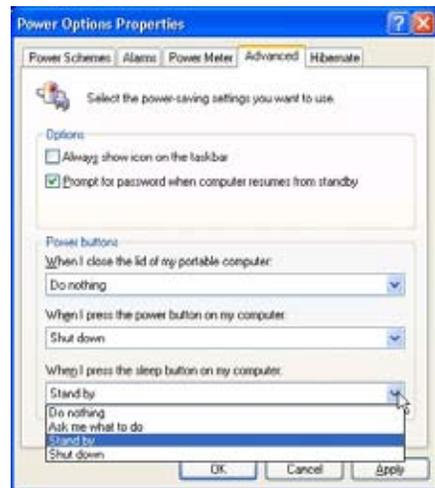 Power Options Properties
Power Schemes Alarms Power Meter Advanced Hibernate
Select the power-saving settings you want to use.
Options
Always show icon on the taskbar
Prompt for password when computer resumes from standby
Power buttons
When I close the lid of my portable computer:
Do nothing
When I press the power button on my computer:
Shut down
When I press the sleep button on my computer:
Stand by
Do nothing
Ask me what to do
Stand by
Shut down
OK Cancel Apply